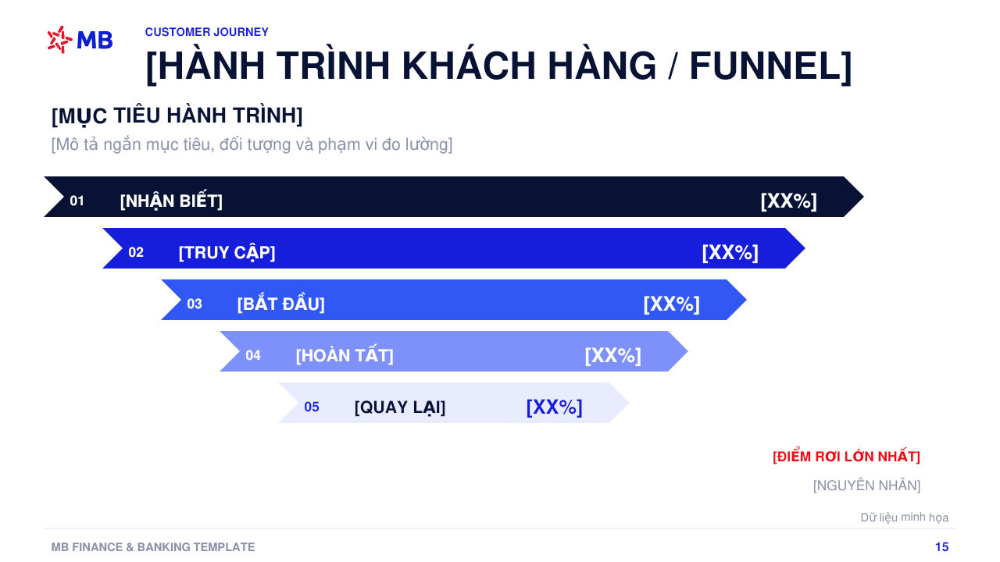 MB
CUSTOMER JOURNEY
[HÀNH TRÌNH KHÁCH HÀNG / FUNNEL]
[MỤC TIÊU HÀNH TRÌNH]
[Mô tả ngắn mục tiêu, đối tượng và phạm vi đo lường]
01 [NHẬN BIẾT] [XX%]
02 [TRUY CẬP] [XX%]
03 [BẮT ĐẦU] [XX%]
04 [HOÀN TẤT] [XX%]
05 [QUAY LẠI] [XX%]
[ĐIỂM RƠI LỚN NHẤT]
[NGUYÊN NHÂN]
Dữ liệu minh họa
MB FINANCE & BANKING TEMPLATE 15